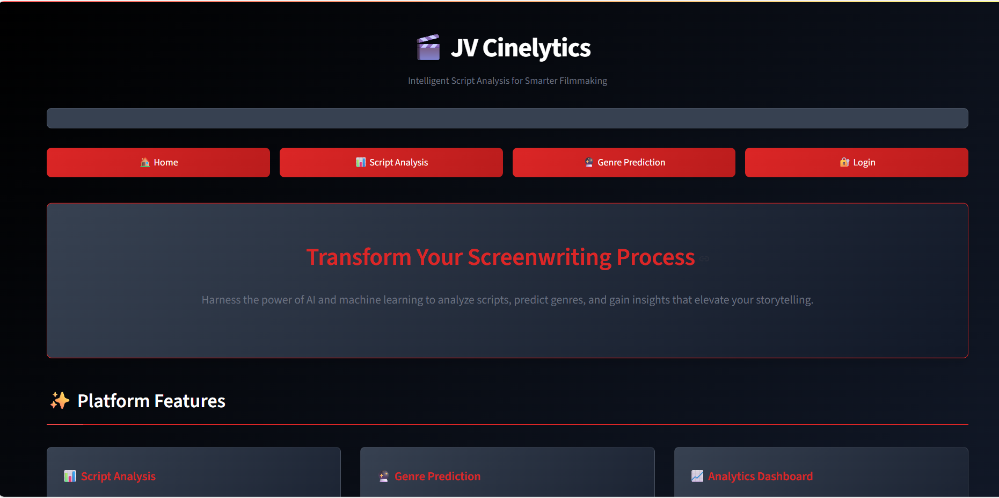 JV Cinelytics
Intelligent Script Analysis for Smarter Filmmaking
Home
Script Analysis
Genre Prediction
Login
Transform Your Screenwriting Process
Harness the power of AI and machine learning to analyze scripts, predict genres, and gain insights that elevate your storytelling.
Platform Features
Script Analysis
Genre Prediction
Analytics Dashboard